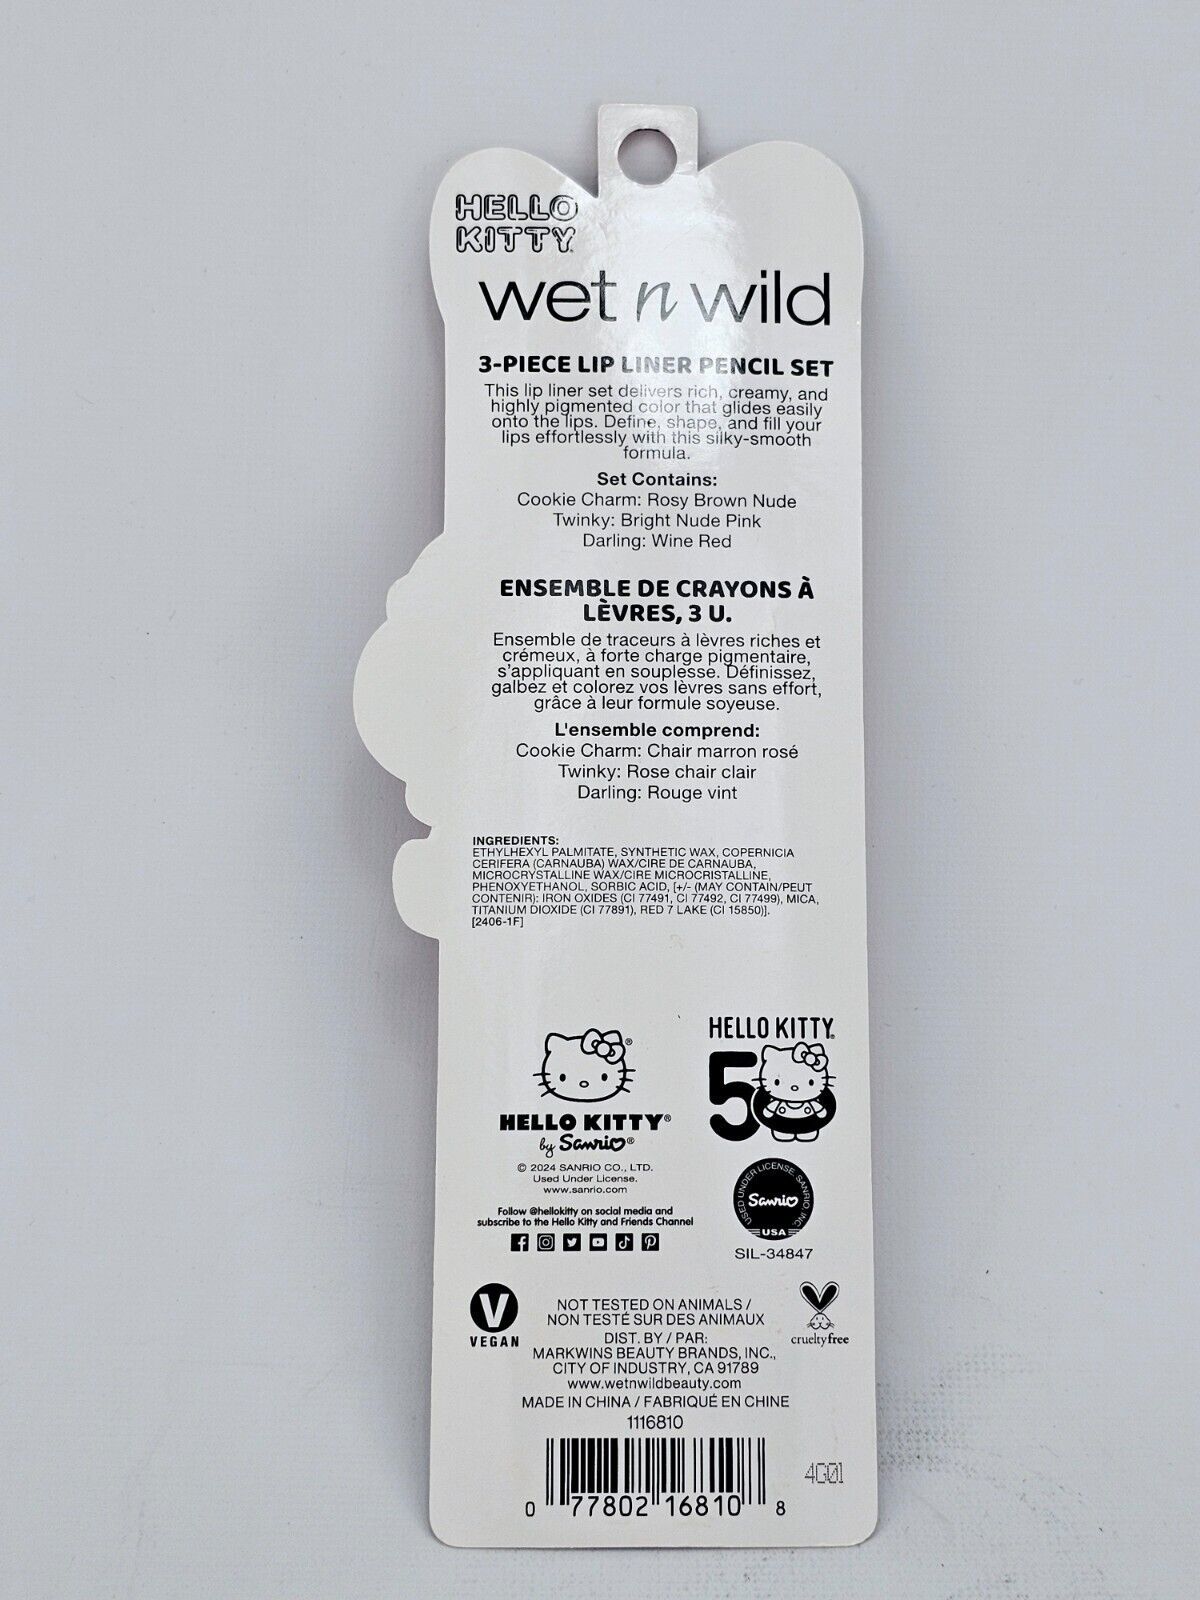 HELLO
KITTY
wet n wild
3-PIECE LIP LINER PENCIL SET
This lip liner set delivers rich, creamy, and
highly pigmented color that glides easily
onto the lips. Define, shape, and fill your
lips effortlessly with this silky-smooth
formula.
Set Contains:
Cookie Charm: Rosy Brown Nude
Twinky: Bright Nude Pink
Darling: Wine Red
ENSEMBLE DE CRAYONS À
LÈVRES, 3 U.
Ensemble de traceurs à lèvres riches et
crémeux, à forte charge pigmentaire,
s'appliquant en souplesse. Définissez,
galbez et colorez vos lèvres sans effort,
grâce à leur formule soyeuse.
L'ensemble comprend:
Cookie Charm: Chair marron rosé
Twinky: Rose chair clair
Darling: Rouge vint
INGREDIENTS:
ETHYLHEXYL PALMITATE, SYNTHETIC WAX, COPERNICIA
CERIFERA (CARNAUBA) WAX/CIRE DE CARNAUBA,
MICROCRYSTALLINE WAX/CIRE MICROCRISTALLINE,
PHENOXYETHANOL, SORBIC ACID, [+/- (MAY CONTAIN/PEUT
CONTENIR): IRON OXIDES (CI 77491, CI 77492, CI 77499), MICA,
TITANIUM DIOXIDE (CI 77891), RED 7 LAKE (CI 15850)].
[2406-1F]
HELLO KITTY®
by Sanrio®
© 2024 SANRIO CO., LTD.
Used Under License.
www.sanrio.com
Follow @hellokitty on social media and
subscribe to the Hello Kitty and Friends Channel
HELLO KITTY®
50
USED UNDER LICENSE. SANRIO, INC.
Sanrio
USA
SIL-34847
V
VEGAN
NOT TESTED ON ANIMALS /
NON TESTÉ SUR DES ANIMAUX
DIST. BY / PAR:
MARKWINS BEAUTY BRANDS, INC.,
CITY OF INDUSTRY, CA 91789
www.wetnwildbeauty.com
MADE IN CHINA / FABRIQUÉ EN CHINE
1116810
crueltyfree
4G01
0 77802 16810 8